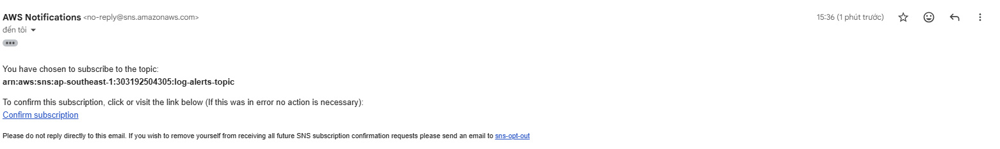 AWS Notifications <no-reply@sns.amazonaws.com> 15:36 (1 phút trước)
đến tôi
You have chosen to subscribe to the topic:
arn:aws:sns:ap-southeast-1:303192504305:log-alerts-topic
To confirm this subscription, click or visit the link below (If this was in error no action is necessary):
Confirm subscription
Please do not reply directly to this email. If you wish to remove yourself from receiving all future SNS subscription confirmation requests please send an email to sns-opt-out